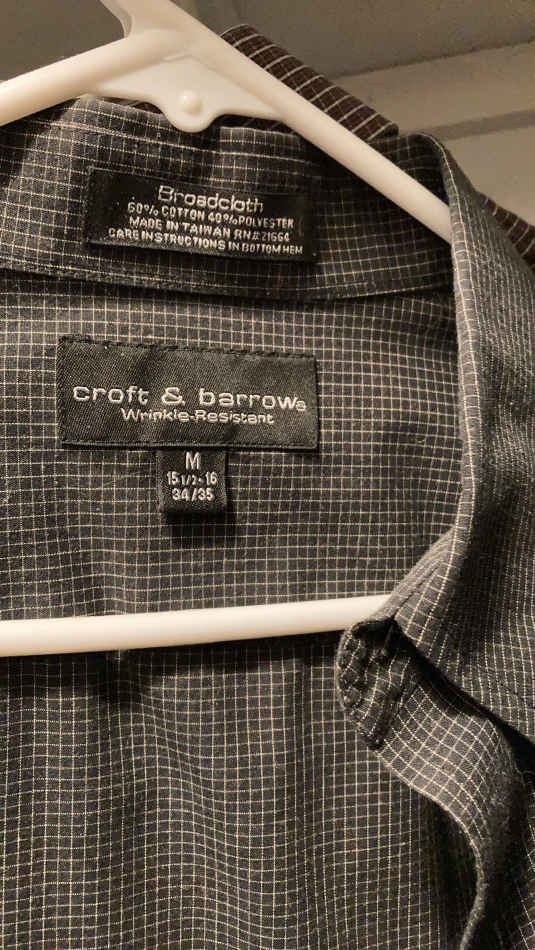 Broadcloth
60% COTTON 40% POLYESTER
MADE IN TAIWAN RN#21664
CARE INSTRUCTIONS IN BOTTOM HEM
croft & barrow®
Wrinkle-Resistant
M
15 1/2-16
34/35